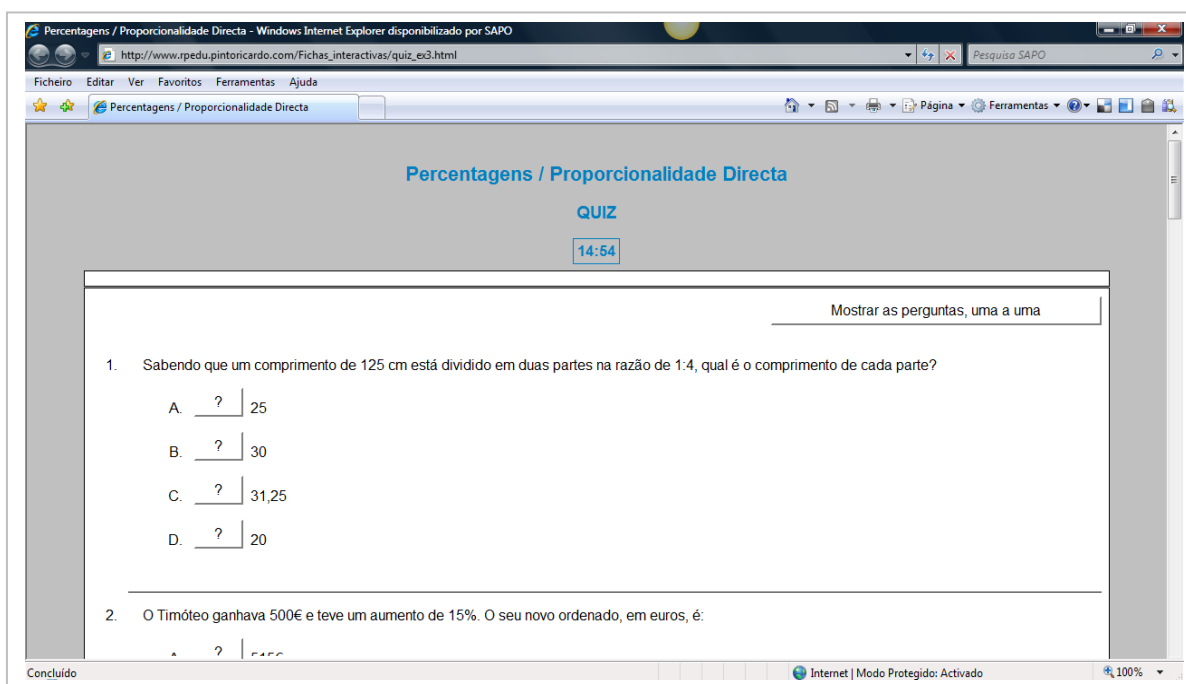 Percentagens / Proporcionalidade Directa - Windows Internet Explorer disponibilizado por SAPO
http://www.rpedu.pintoricardo.com/Fichas_interactivas/quiz_ex3.html
Pesquisa SAPO
Ficheiro Editar Ver Favoritos Ferramentas Ajuda
Percentagens / Proporcionalidade Directa
Página
Ferramentas
Percentagens / Proporcionalidade Directa
QUIZ
14:54
Mostrar as perguntas, uma a uma
1. Sabendo que um comprimento de 125 cm está dividido em duas partes na razão de 1:4, qual é o comprimento de cada parte?
A. ? 25
B. ? 30
C. ? 31,25
D. ? 20
2. O Timóteo ganhava 500€ e teve um aumento de 15%. O seu novo ordenado, em euros, é:
?
Concluído
Internet | Modo Protegido: Activado
100%